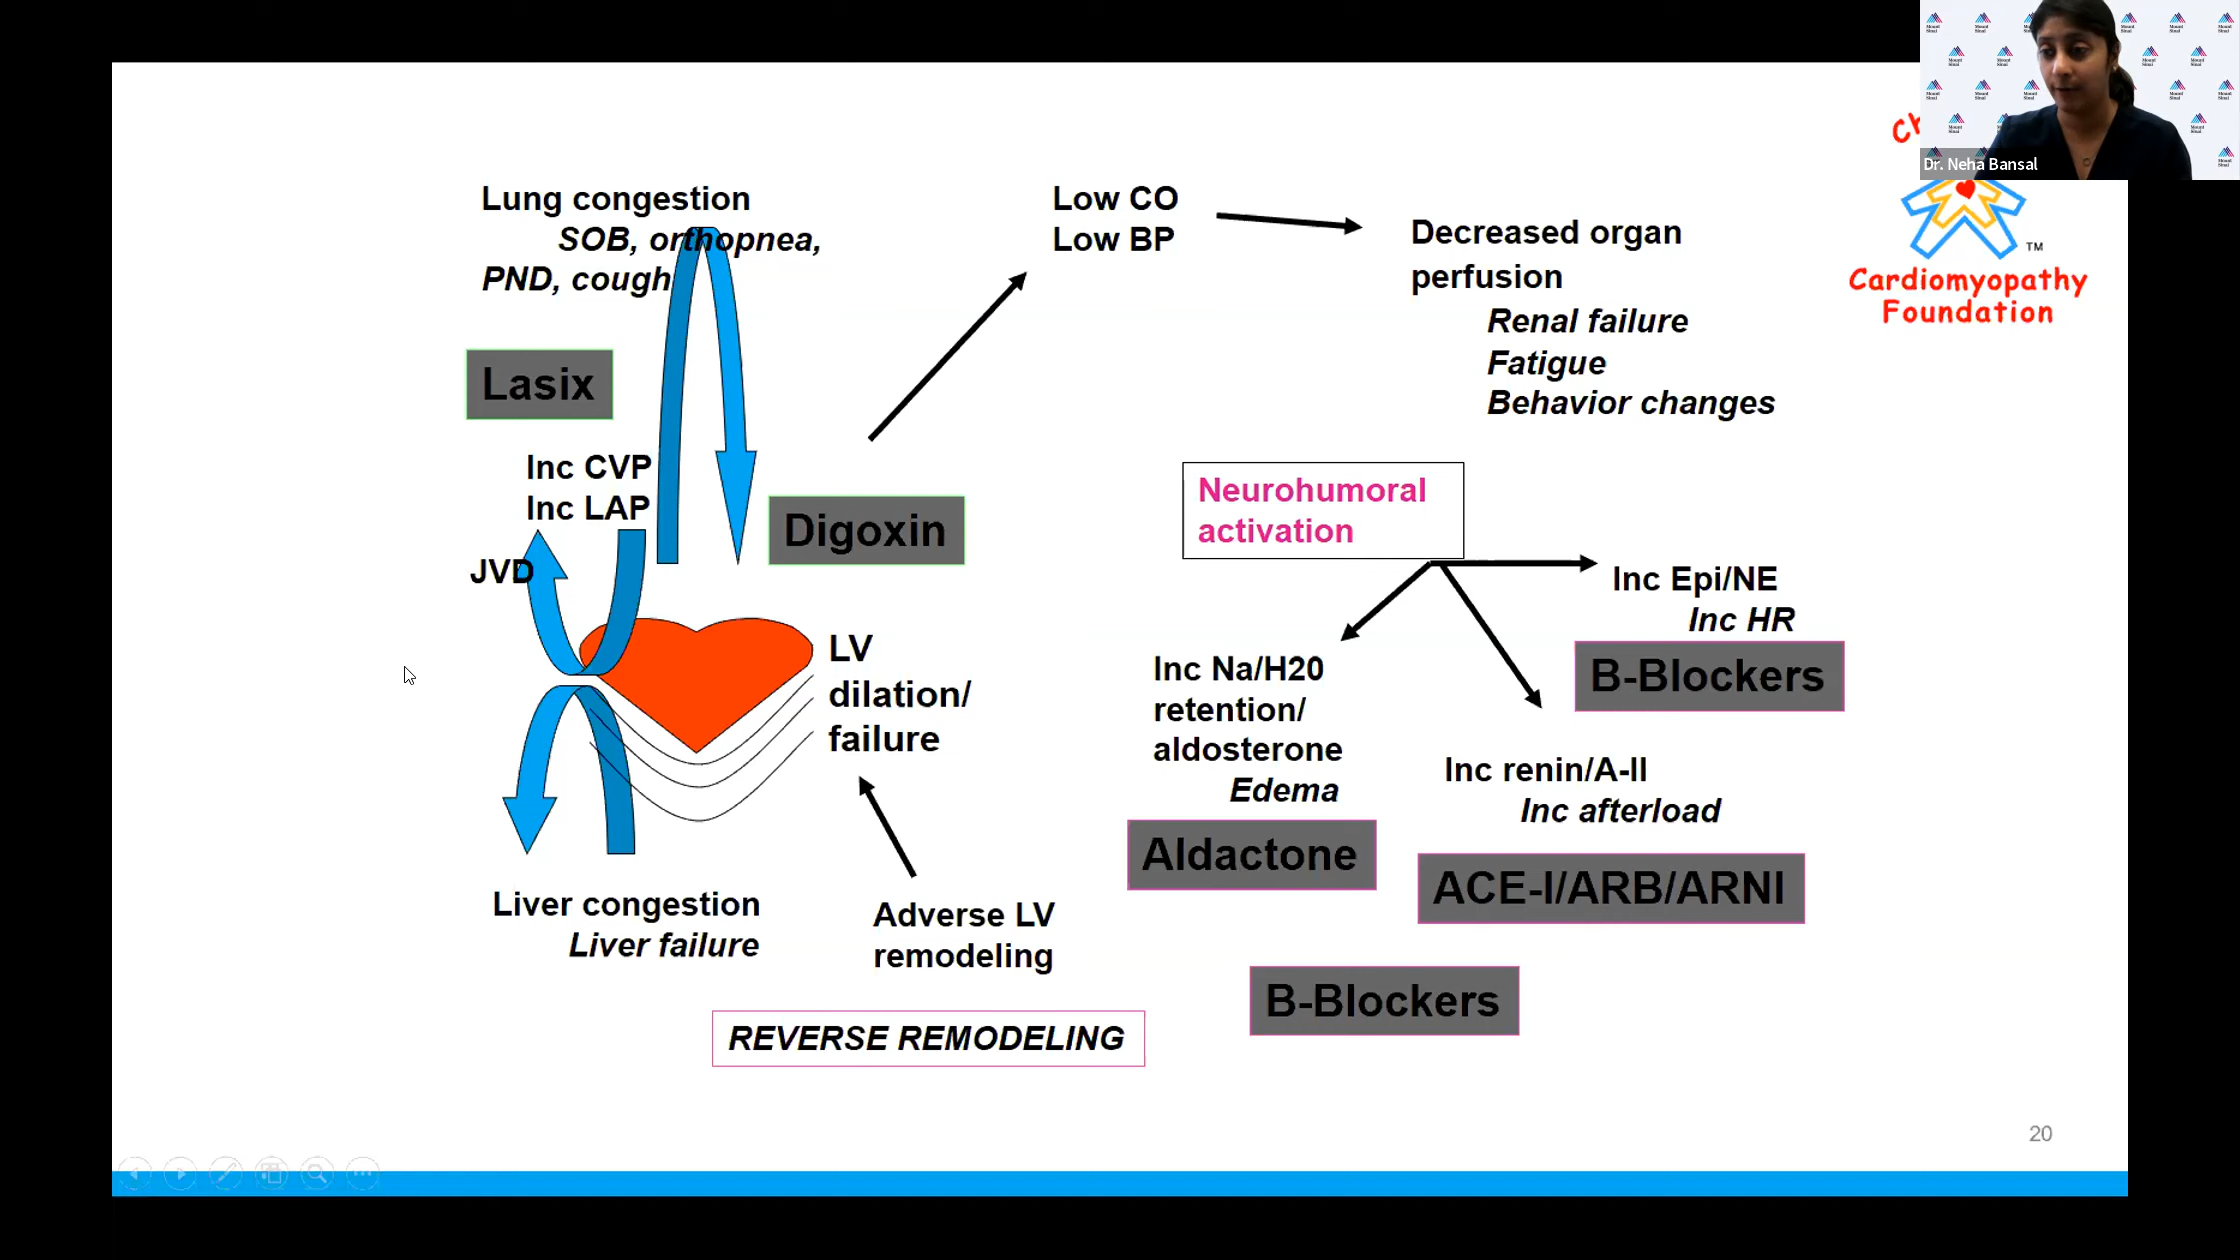 Lung congestion
SOB, orthopnea,
PND, cough
Lasix
Inc CVP
Inc LAP
JVD
Digoxin
LV
dilation/
failure
Liver congestion
Liver failure
Adverse LV
remodeling
REVERSE REMODELING
Low CO
Low BP
Decreased organ
perfusion
Renal failure
Fatigue
Behavior changes
Neurohumoral
activation
Inc Epi/NE
Inc HR
B-Blockers
Inc Na/H20
retention/
aldosterone
Edema
Aldactone
Inc renin/A-II
Inc afterload
ACE-I/ARB/ARNI
B-Blockers
Dr. Neha Bansal
TM
Cardiomyopathy
Foundation
20